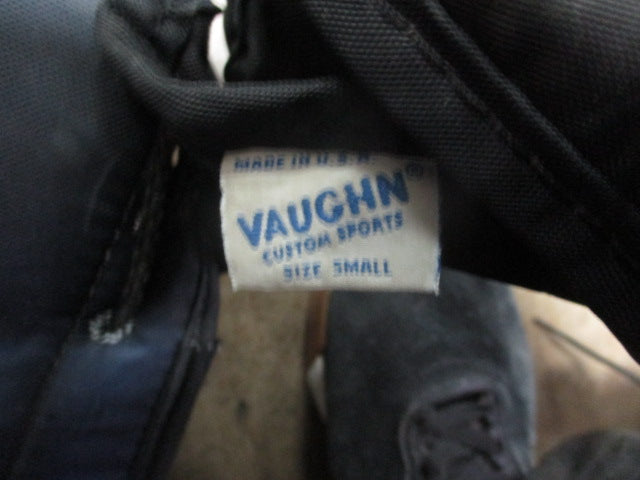 MADE IN U.S.A.
VAUGHN®
CUSTOM SPORTS
SIZE SMALL